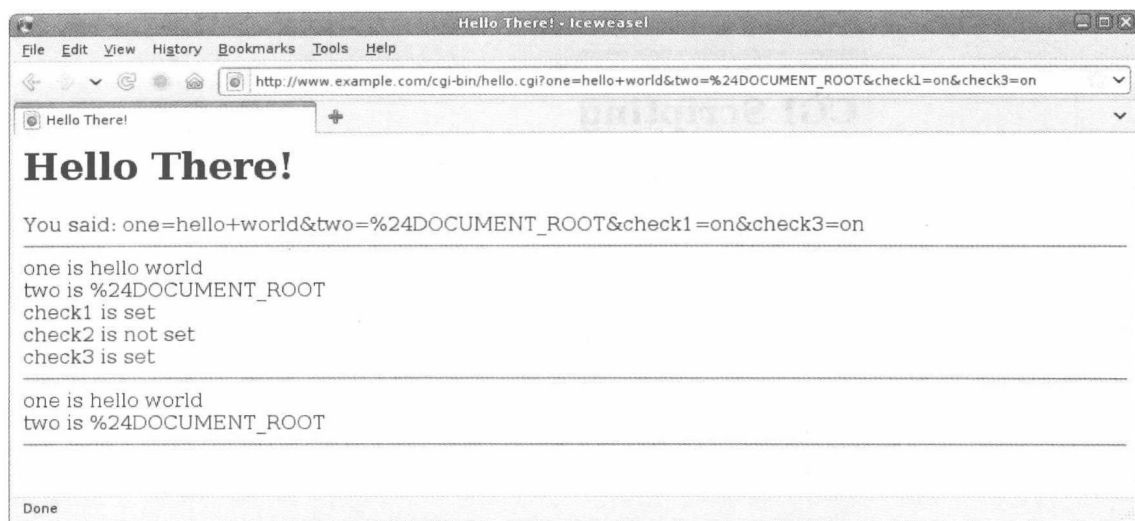 Hello There! - Iceweasel
File Edit View History Bookmarks Tools Help
http://www.example.com/cgi-bin/hello.cgi?one=hello+world&two=%24DOCUMENT_ROOT&check1=on&check3=on
Hello There!
Hello There!
You said: one=hello+world&two=%24DOCUMENT_ROOT&check1=on&check3=on
one is hello world
two is %24DOCUMENT_ROOT
check1 is set
check2 is not set
check3 is set
one is hello world
two is %24DOCUMENT_ROOT
Done
CGI Scripting